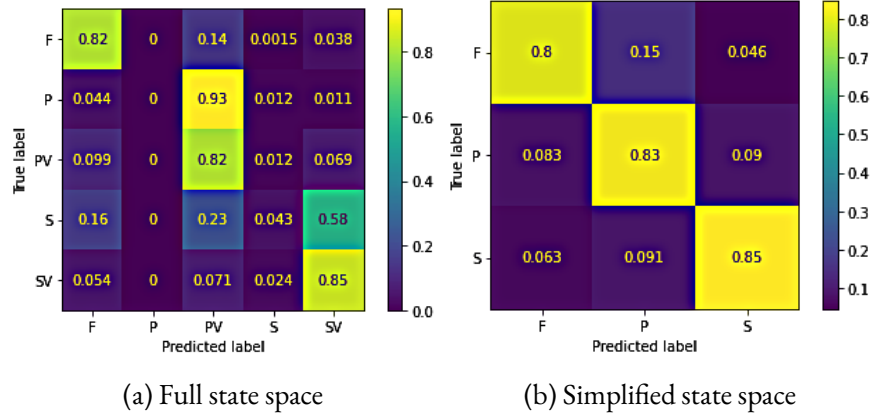 F 0.82 0 0.14 0.0015 0.038
P 0.044 0 0.93 0.012 0.011
PV 0.099 0 0.82 0.012 0.069
S 0.16 0 0.23 0.043 0.58
SV 0.054 0 0.071 0.024 0.85
True label
F P PV S SV
Predicted label
0.8
0.6
0.4
0.2
0.0
(a) Full state space
F 0.8 0.15 0.046
P 0.083 0.83 0.09
S 0.063 0.091 0.85
True label
F P S
Predicted label
0.8
0.7
0.6
0.5
0.4
0.3
0.2
0.1
(b) Simplified state space